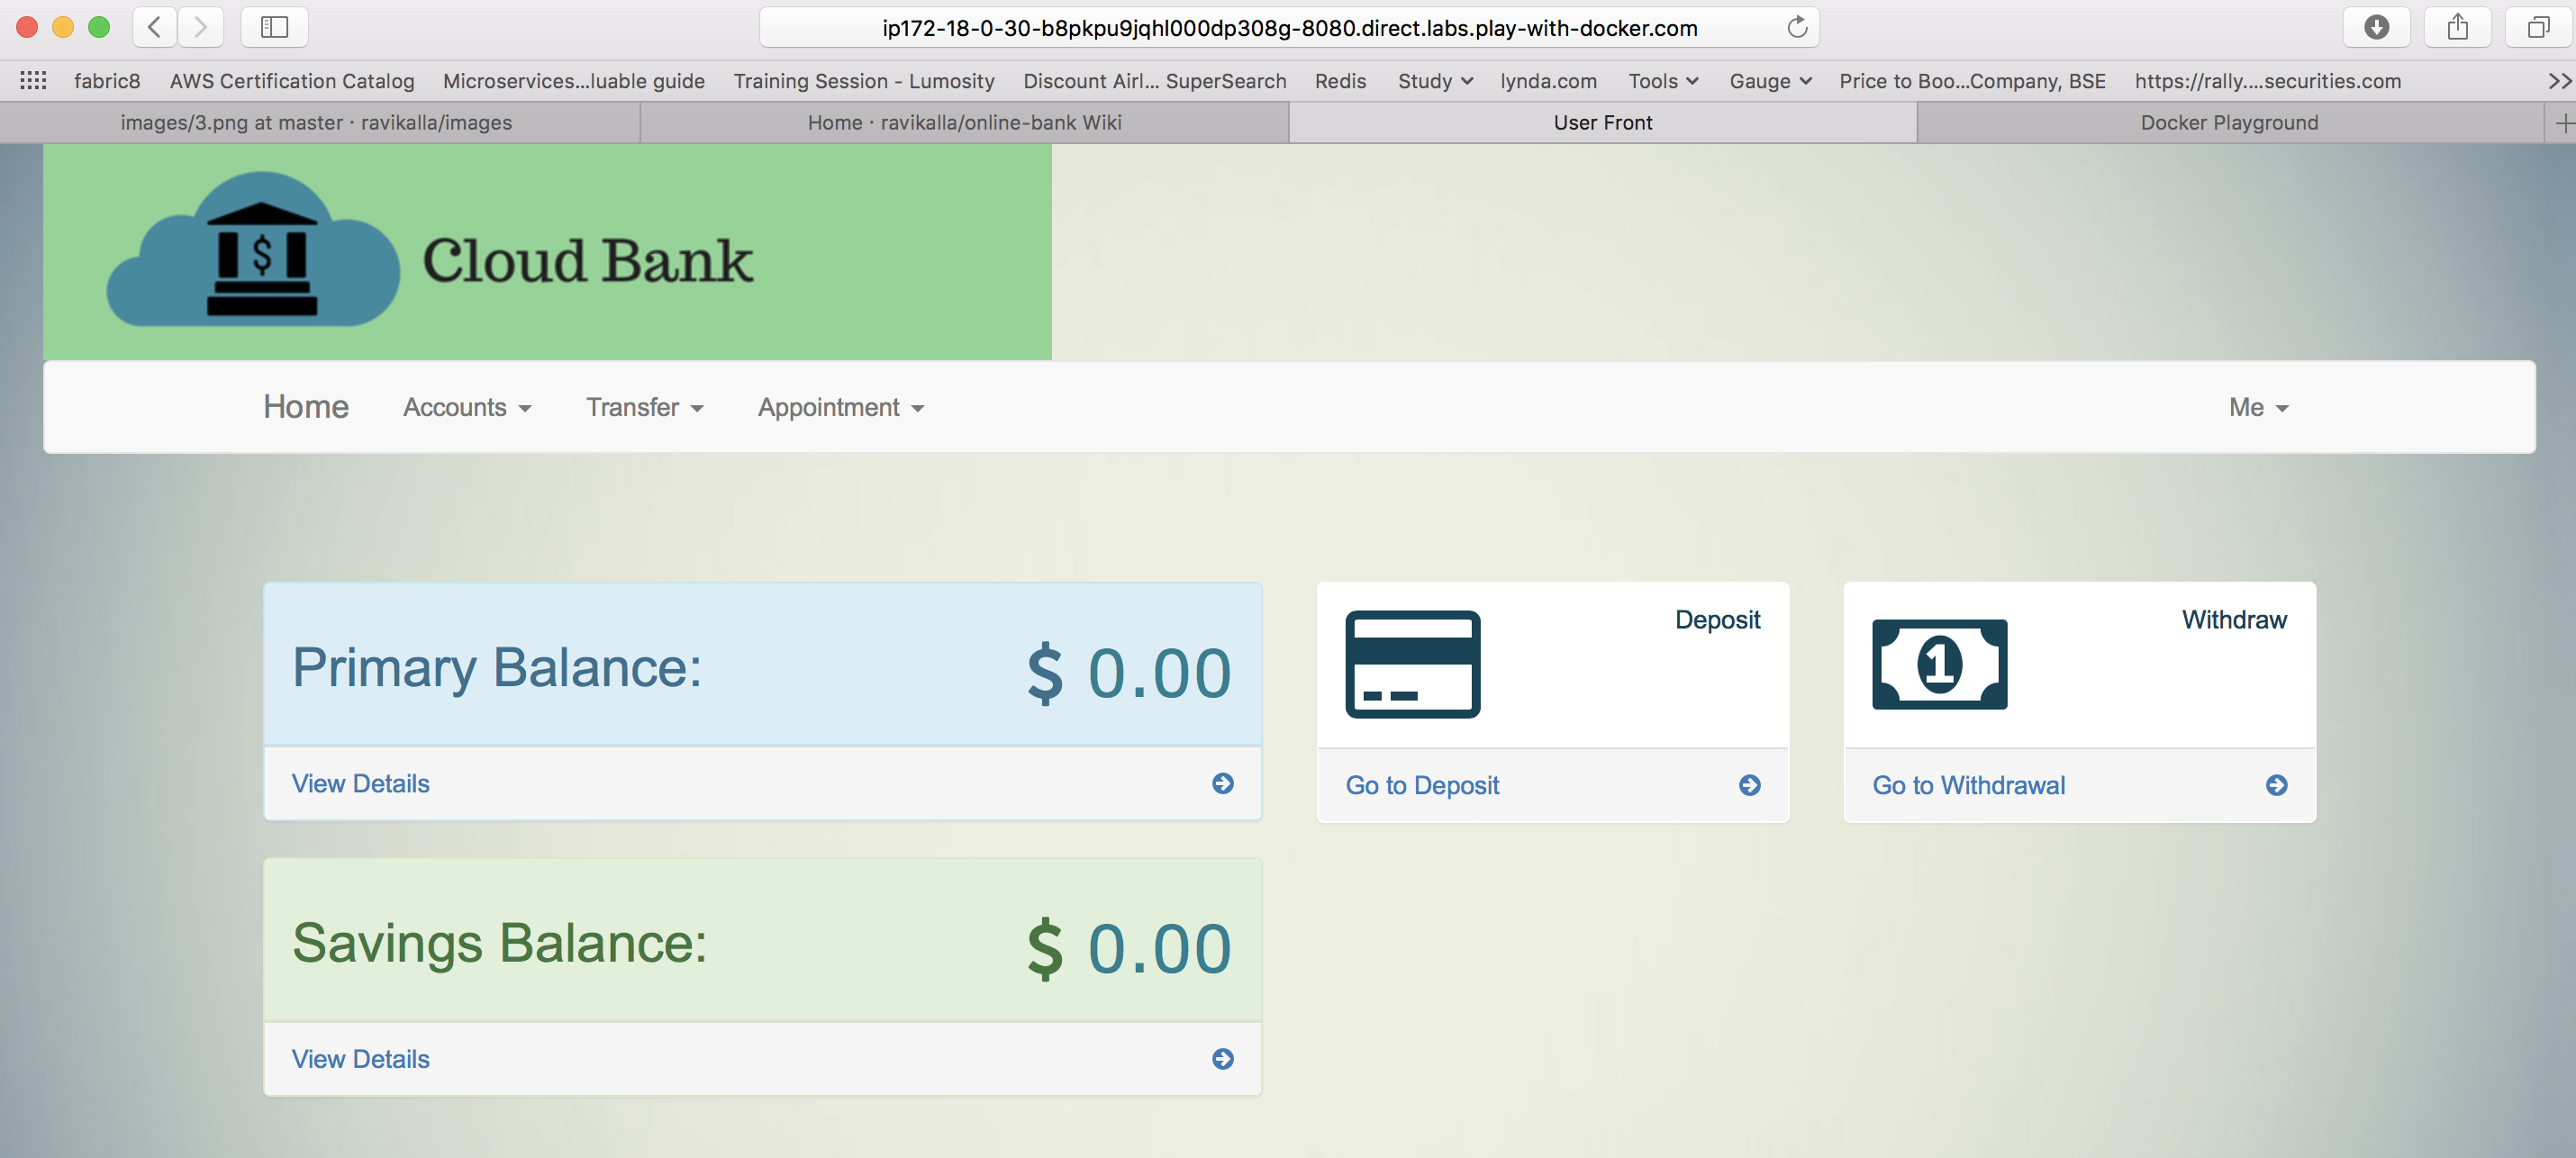 ip172-18-0-30-b8pkpu9jqhl000dp308g-8080.direct.labs.play-with-docker.com
fabric8 AWS Certification Catalog Microservices...luable guide Training Session - Lumosity Discount Airl... SuperSearch Redis Study lynda.com Tools Gauge Price to Boo...Company, BSE https://rally....securities.com
images/3.png at master · ravikalla/images Home · ravikalla/online-bank Wiki User Front Docker Playground
$ Cloud Bank
Home Accounts Transfer Appointment Me
Primary Balance: $ 0.00
View Details
Deposit
Go to Deposit
1 Withdraw
Go to Withdrawal
Savings Balance: $ 0.00
View Details